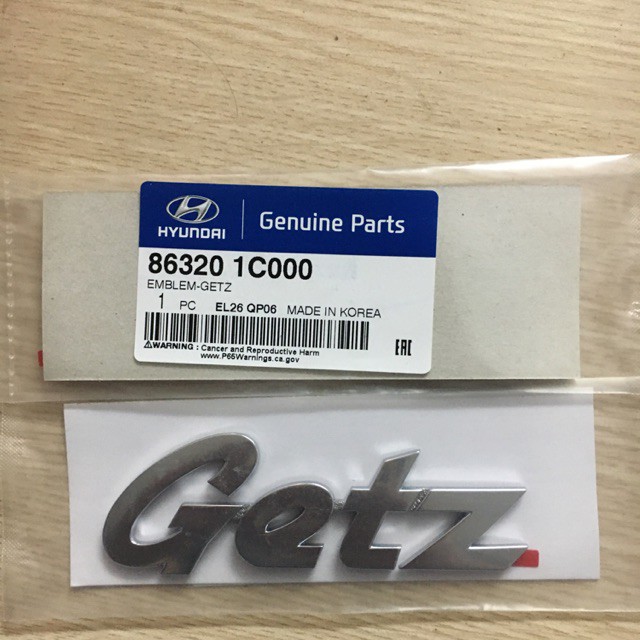 HYUNDAI
Genuine Parts
86320 1C000
EMBLEM-GETZ
1 PC EL26 QP06 MADE IN KOREA
⚠WARNING : Cancer and Reproductive Harm
www.P65Warnings.ca.gov
EAC
Getz